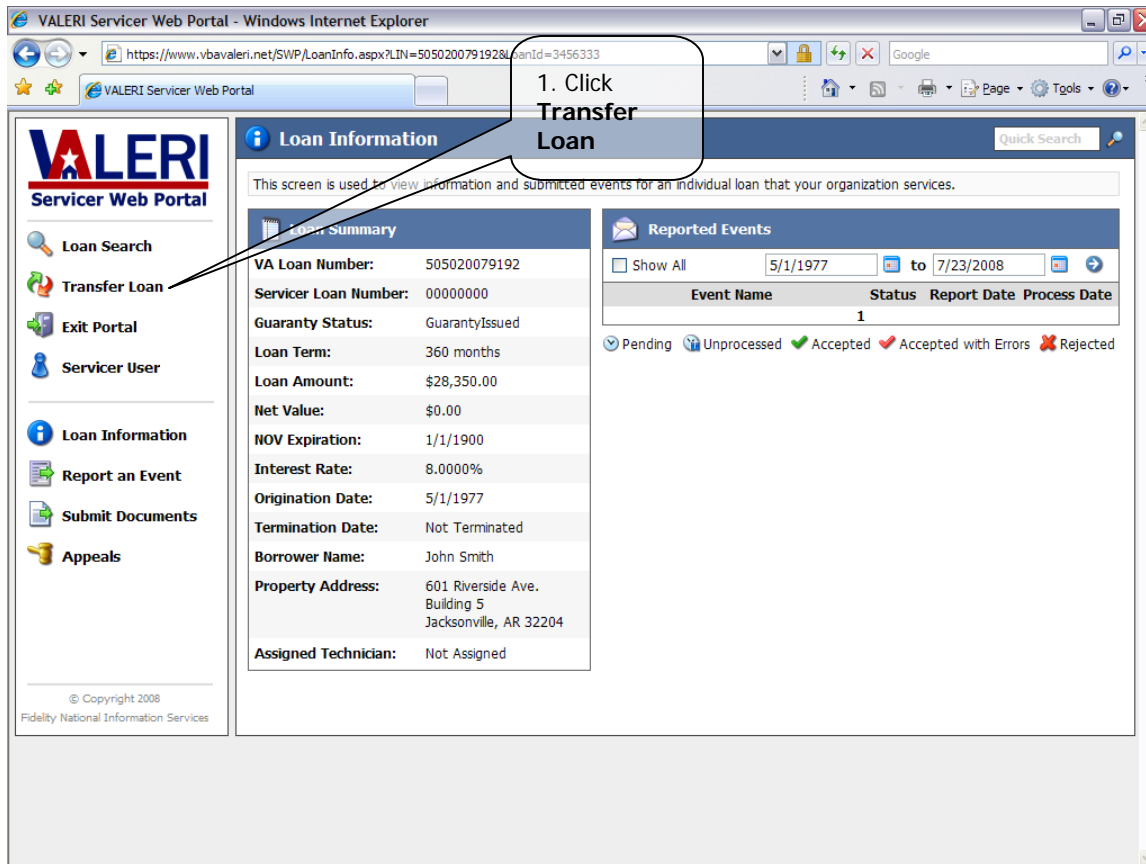 VALERI Servicer Web Portal - Windows Internet Explorer
https://www.vbavaleri.net/SWP/LoanInfo.aspx?LIN=505020079192&LoanId=3456333
Google
VALERI Servicer Web Portal
Page
Tools
1. Click
Transfer
Loan
VALERI
Servicer Web Portal
Loan Search
Transfer Loan
Exit Portal
Servicer User
Loan Information
Report an Event
Submit Documents
Appeals
© Copyright 2008
Fidelity National Information Services
Loan Information
Quick Search
This screen is used to view information and submitted events for an individual loan that your organization services.
Loan Summary
VA Loan Number: 505020079192
Servicer Loan Number: 00000000
Guaranty Status: GuarantyIssued
Loan Term: 360 months
Loan Amount: $28,350.00
Net Value: $0.00
NOV Expiration: 1/1/1900
Interest Rate: 8.0000%
Origination Date: 5/1/1977
Termination Date: Not Terminated
Borrower Name: John Smith
Property Address: 601 Riverside Ave.
Building 5
Jacksonville, AR 32204
Assigned Technician: Not Assigned
Reported Events
Show All 5/1/1977 to 7/23/2008
Event Name Status Report Date Process Date
1
Pending Unprocessed Accepted Accepted with Errors Rejected